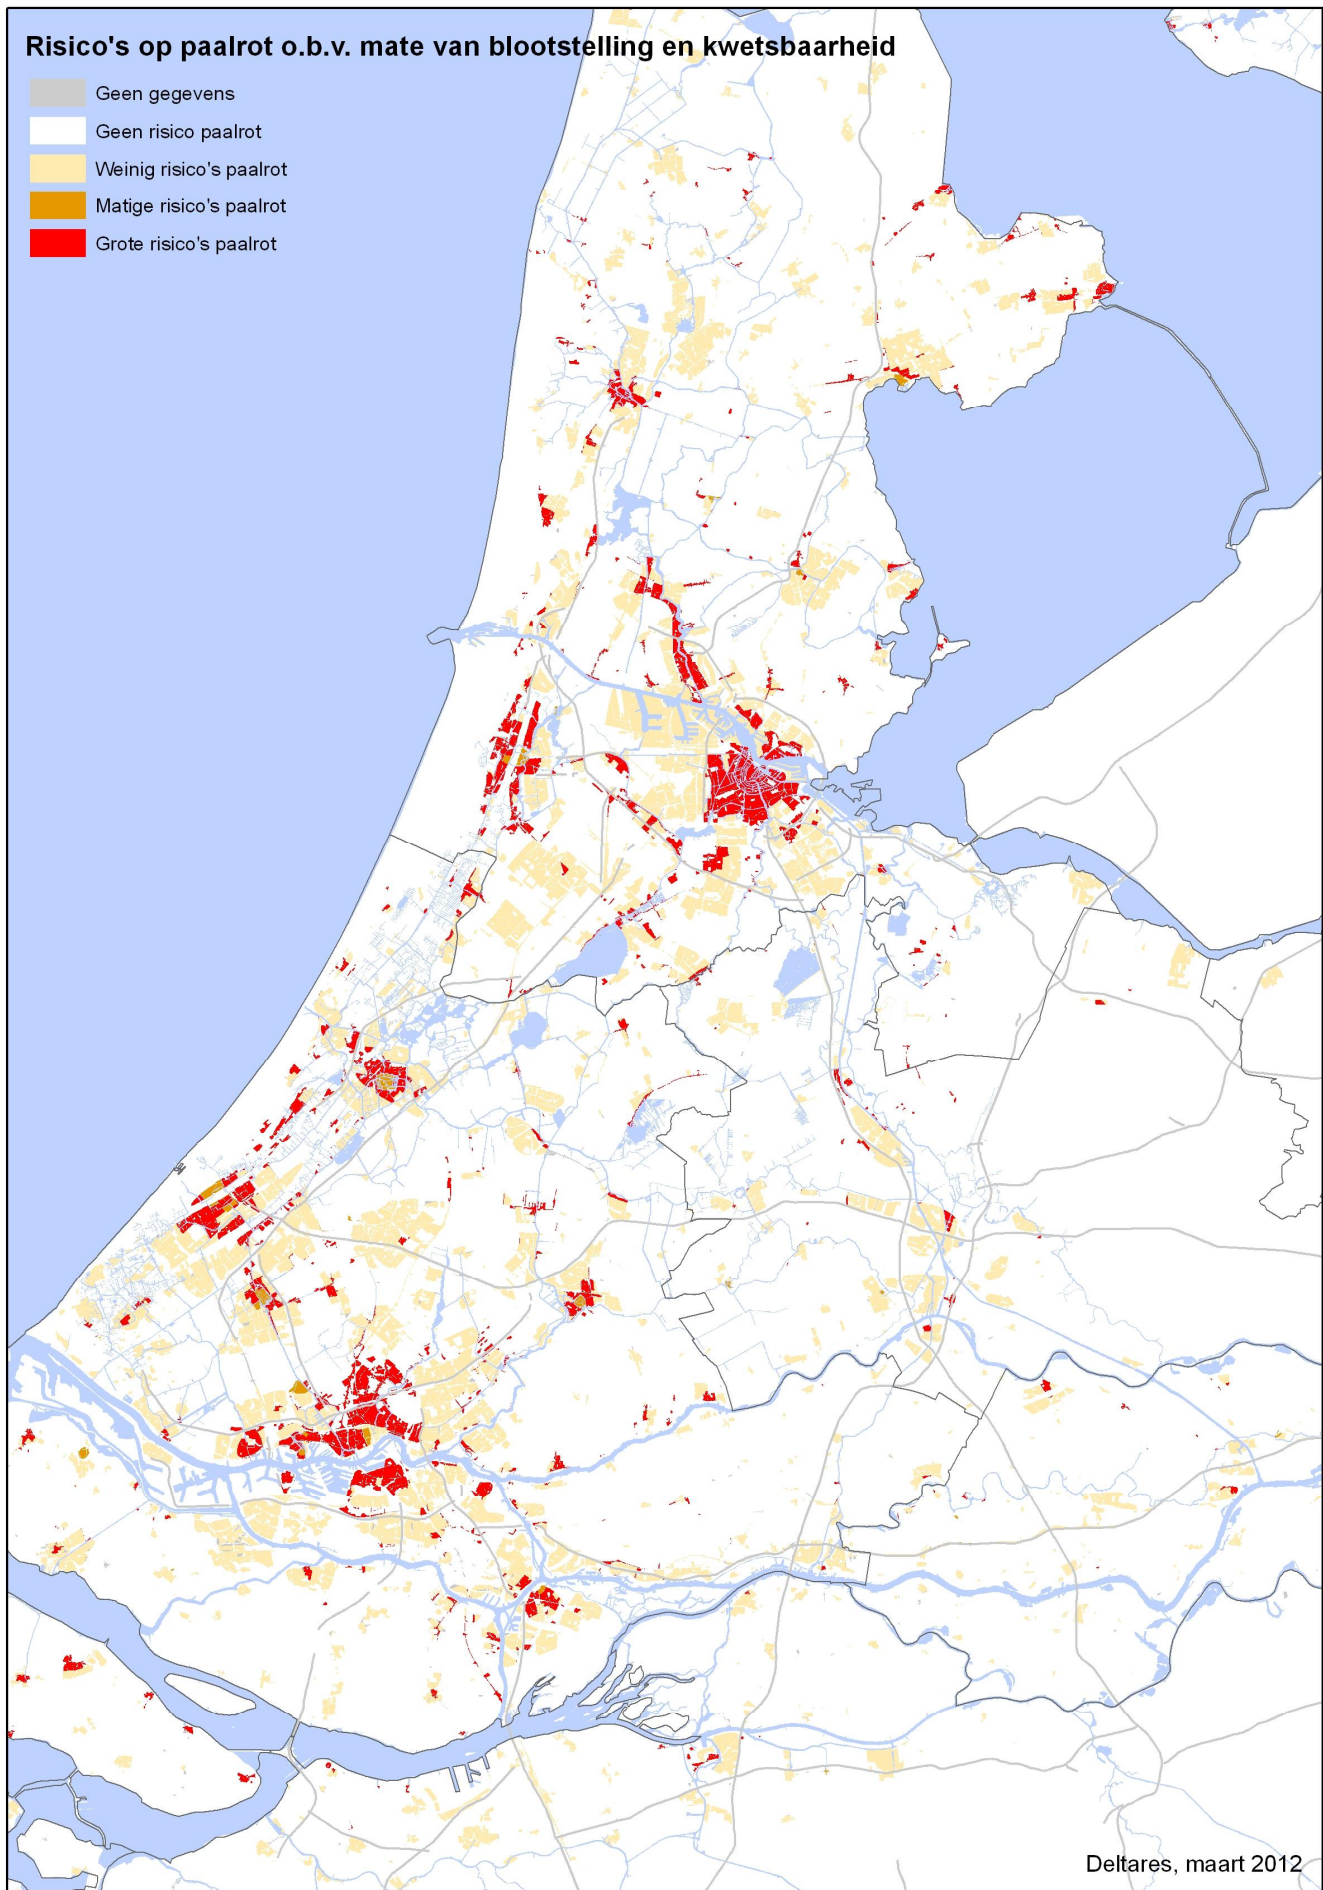 Risico's op paalrot o.b.v. mate van blootstelling en kwetsbaarheid
Geen gegevens
Geen risico paalrot
Weinig risico's paalrot
Matige risico's paalrot
Grote risico's paalrot
Deltares, maart 2012